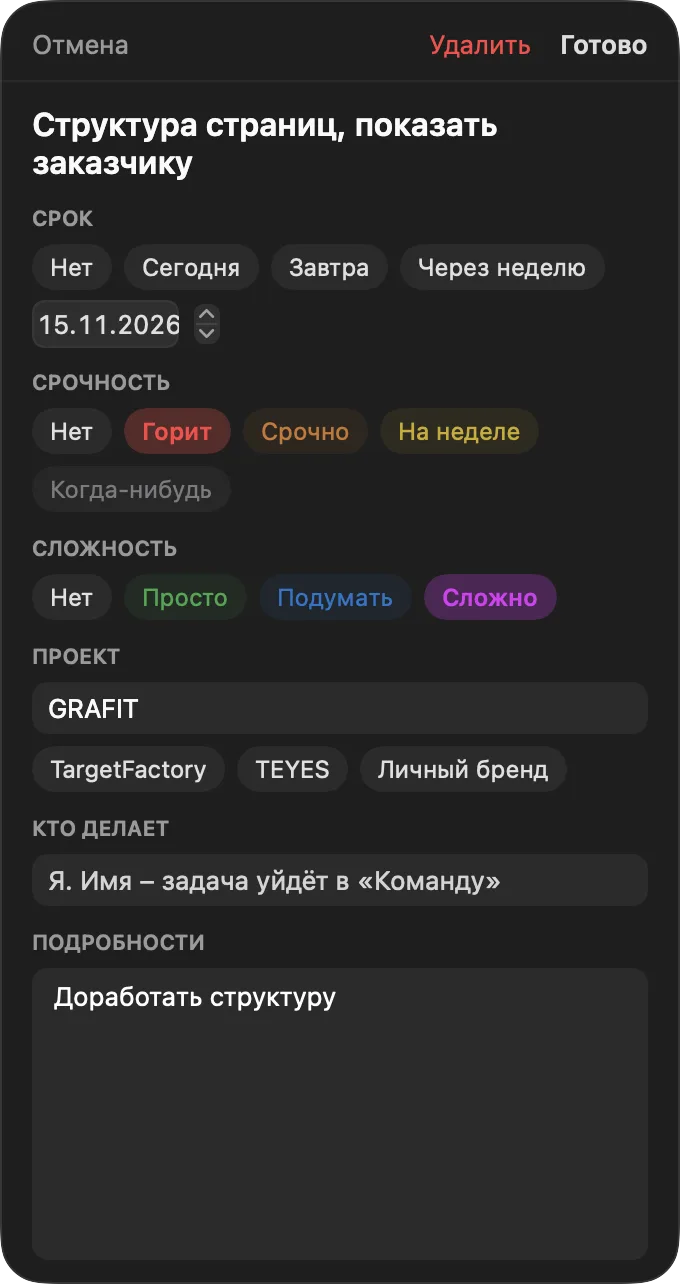 Отмена Удалить Готово
Структура страниц, показать
заказчику
СРОК
Нет Сегодня Завтра Через неделю
15.11.2026
СРОЧНОСТЬ
Нет Горит Срочно На неделе
Когда-нибудь
СЛОЖНОСТЬ
Нет Просто Подумать Сложно
ПРОЕКТ
GRAFIT
TargetFactory TEYES Личный бренд
КТО ДЕЛАЕТ
Я. Имя – задача уйдёт в «Команду»
ПОДРОБНОСТИ
Доработать структуру